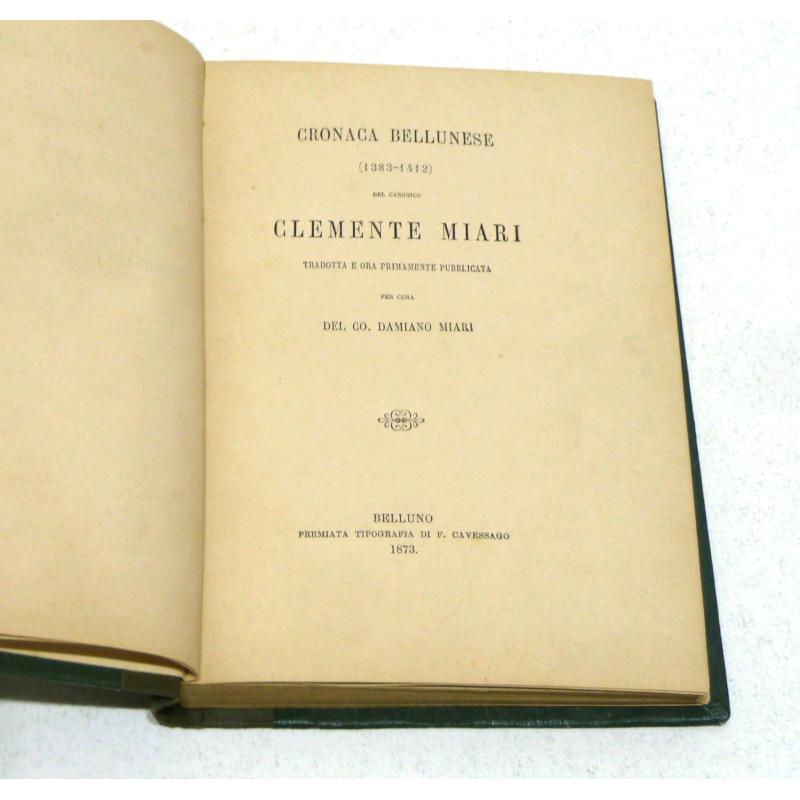 CRONACA BELLUNESE
(1383-1412)
DEL CANONICO
CLEMENTE MIARI
TRADOTTA E ORA PRIMAMENTE PUBBLICATA
PER CURA
DEL CO. DAMIANO MIARI
BELLUNO
PREMIATA TIPOGRAFIA DI F. CAVESSAGO
1873.